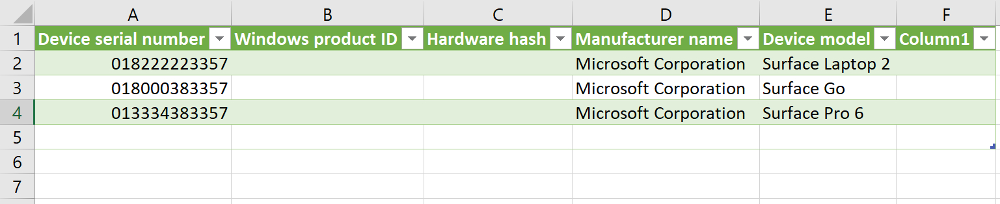 A B C D E F
1 Device serial number Windows product ID Hardware hash Manufacturer name Device model Column1
2 018222223357 Microsoft Corporation Surface Laptop 2
3 018000383357 Microsoft Corporation Surface Go
4 013334383357 Microsoft Corporation Surface Pro 6
5
6
7